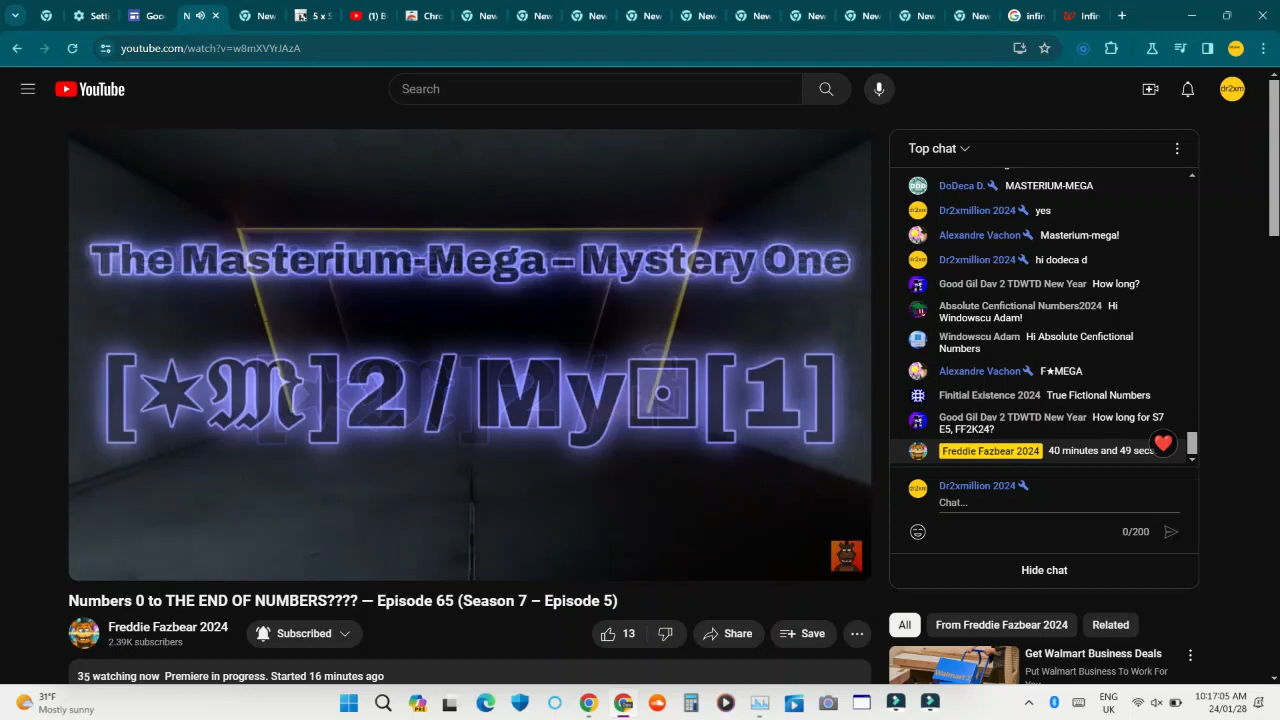 Setti
Goo
N
Mew
5 x 5
(1) B
Chro
New
New
New
Myste
New
New
New
New
New
infin
Infin
youtube.com/watch?v=w8mXVYrJAzA
YouTube
Search
dr2xm
The Masterium-Mega – Mystery One
[✶𝔐]2 / My⚀[1]
Top chat
DoDeca D. MASTERIUM-MEGA
Dr2xmillion 2024 yes
Alexandre Vachon Masterium-mega!
Dr2xmillion 2024 hi dodeca d
Good Gil Dav 2 TDWTD New Year How long?
Absolute Cenfictional Numbers2024 Hi
Windowscu Adam!
Windowscu Adam Hi Absolute Cenfictional
Numbers
Alexandre Vachon F★MEGA
Finitial Existence 2024 True Fictional Numbers
Good Gil Dav 2 TDWTD New Year How long for S7
E5, FF2K24?
Freddie Fazbear 2024 40 minutes and 49 secs
Dr2xmillion 2024
Chat...
0/200
Hide chat
Numbers 0 to THE END OF NUMBERS???? — Episode 65 (Season 7 – Episode 5)
Freddie Fazbear 2024
2.39K subscribers
Subscribed
13
Share
Save
35 watching now Premiere in progress. Started 16 minutes ago
All
From Freddie Fazbear 2024
Related
Get Walmart Business Deals
Put Walmart Business To Work For
31°F
Mostly sunny
PRE
ENG
UK
10:17:05 AM
24/01/28